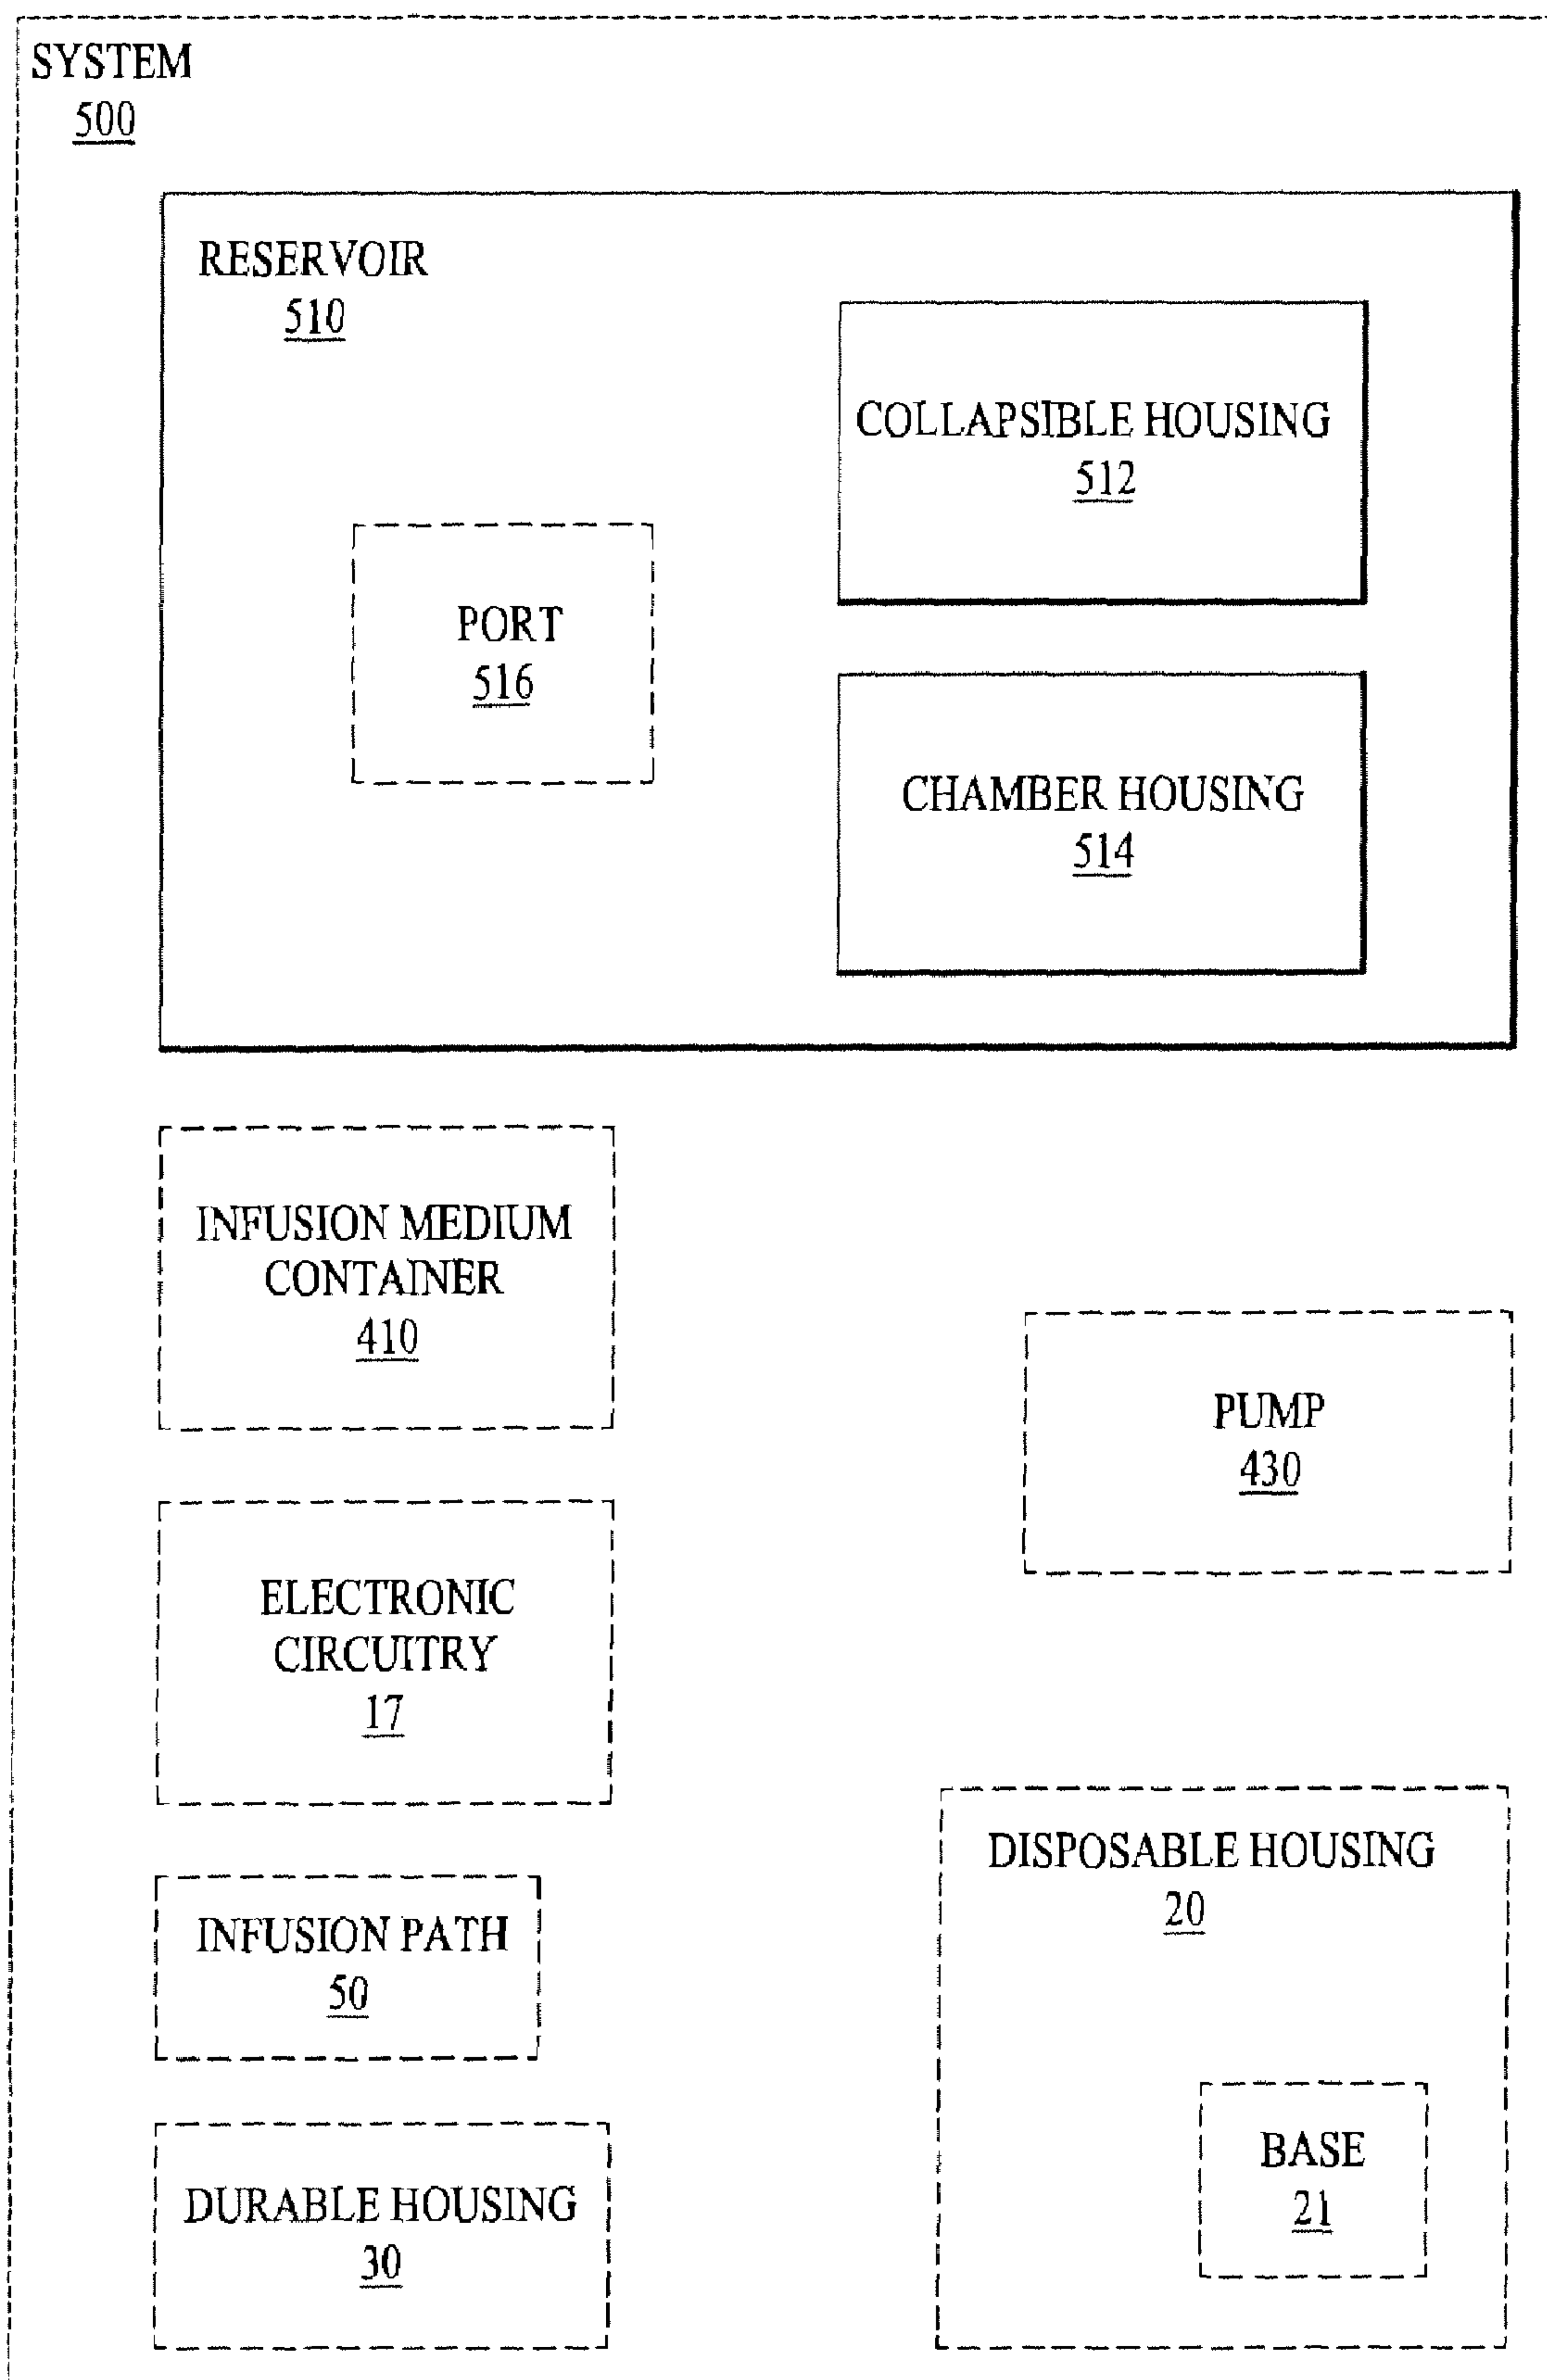 SYSTEM
500
RESERVOIR
510
COLLAPSIBLE HOUSING
512
PORT
516
CHAMBER HOUSING
514
INFUSION MEDIUM
CONTAINER
410
PUMP
430
ELECTRONIC
CIRCUITRY
17
DISPOSABLE HOUSING
20
INFUSION PATH
50
BASE
21
DURABLE HOUSING
30